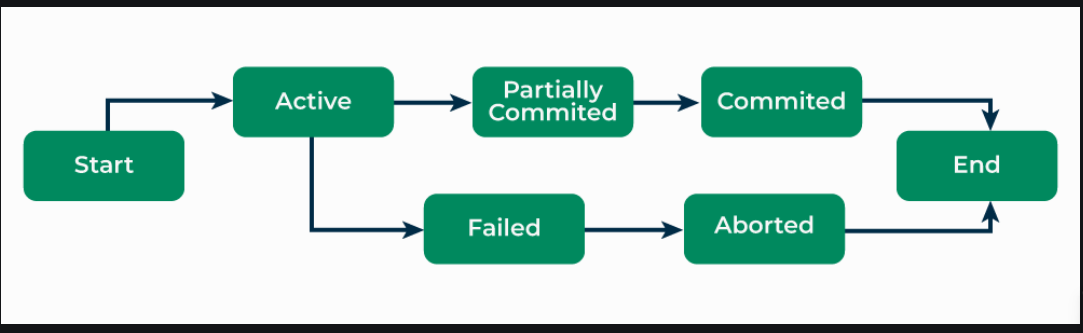 Start
Active
Partially
Commited
Commited
End
Failed
Aborted